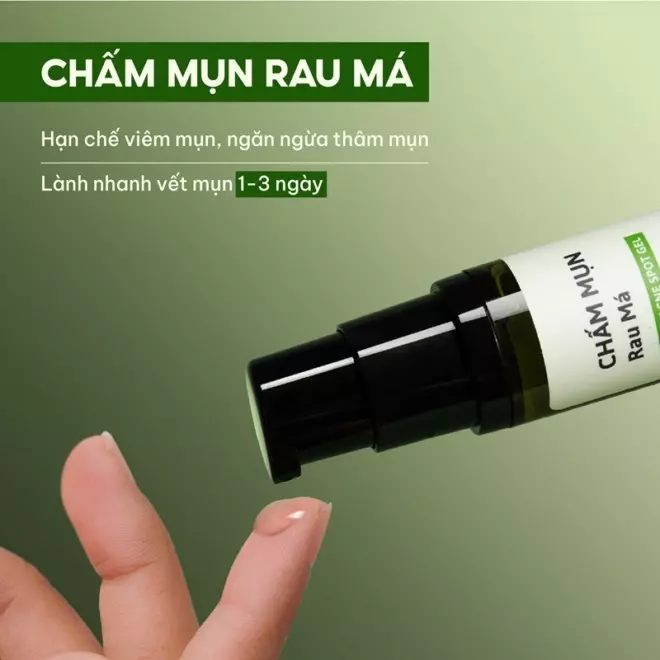 CHẤM MỤN RAU MÁ
Hạn chế viêm mụn, ngăn ngừa thâm mụn
Lành nhanh vết mụn 1-3 ngày
CHẤM MỤN
Rau Má
SPOT GEL